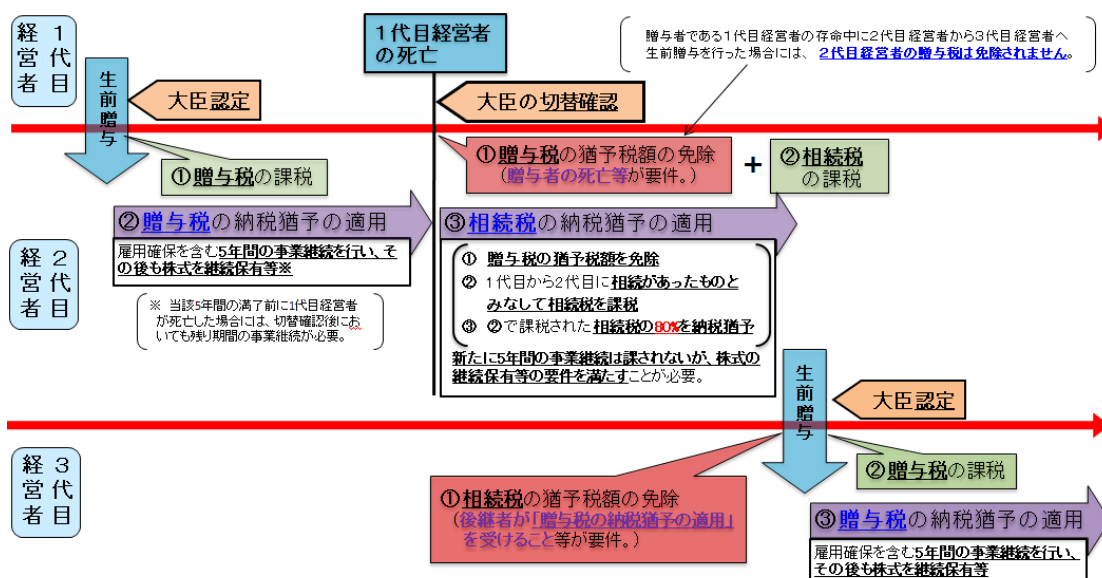 1代目
経営者
生前贈与
大臣認定
1代目経営者
の死亡
大臣の切替確認
贈与者である1代目経営者の存命中に2代目経営者から3代目経営者へ
生前贈与を行った場合には、2代目経営者の贈与税は免除されません。
①贈与税の課税
①贈与税の猶予税額の免除
（贈与者の死亡等が要件。）
+
②相続税
の課税
2代目
経営者
②贈与税の納税猶予の適用
雇用確保を含む5年間の事業継続を行い、そ
の後も株式を継続保有等※
※ 当該5年間の満了前に1代目経営者
が死亡した場合には、切替確認後にお
いても残り期間の事業継続が必要。
③相続税の納税猶予の適用
① 贈与税の猶予税額を免除
② 1代目から2代目に相続があったものと
みなして相続税を課税
③ ②で課税された相続税の80%を納税猶予
新たに5年間の事業継続は課されないが、株式の
継続保有等の要件を満たすことが必要。
生前贈与
大臣認定
3代目
経営者
①相続税の猶予税額の免除
（後継者が「贈与税の納税猶予の適用」
を受けること等が要件。）
②贈与税の課税
③贈与税の納税猶予の適用
雇用確保を含む5年間の事業継続を行い、
その後も株式を継続保有等